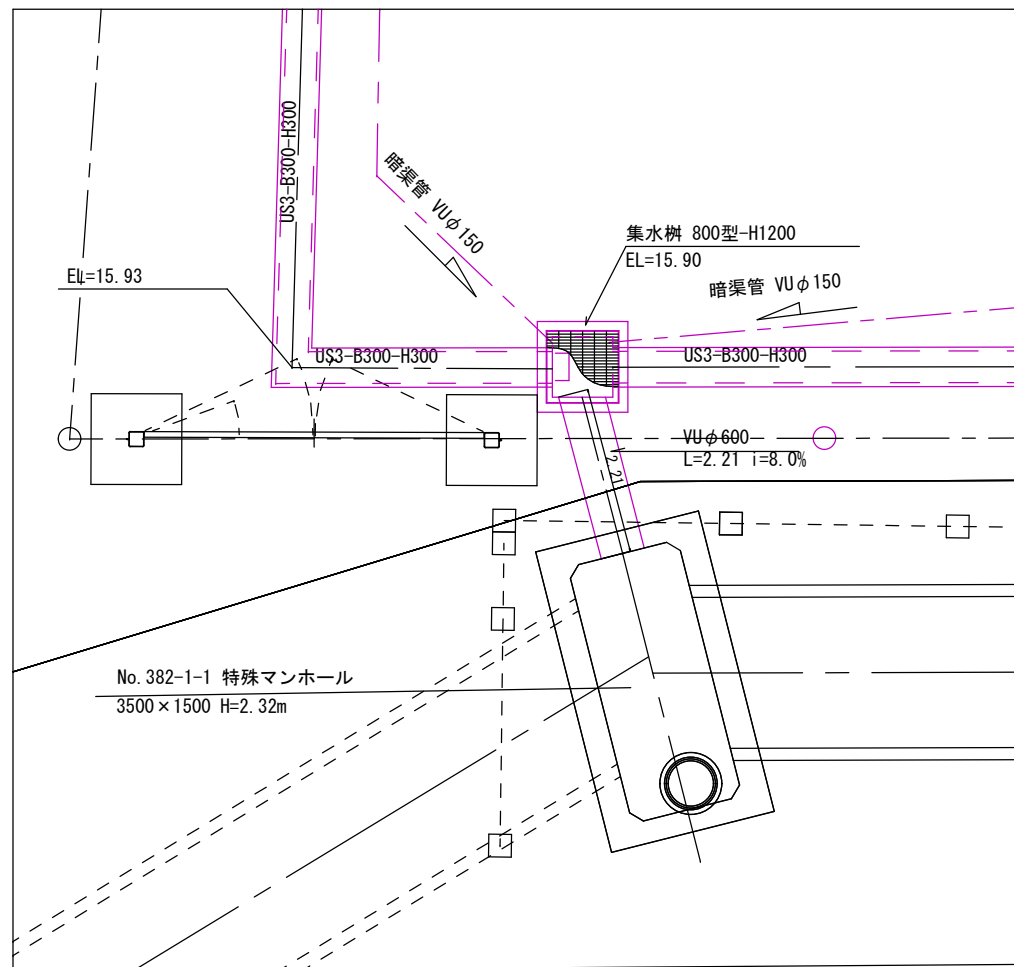 US3-B300-H300
暗渠管 VUφ150
集水桝 800型-H1200
EL=15.90
EL=15.93
暗渠管 VUφ150
US3-B300-H300
US3-B300-H300
VUφ600
L=2.21 i=8.0%
2.21
No.382-1-1 特殊マンホール
3500×1500 H=2.32m